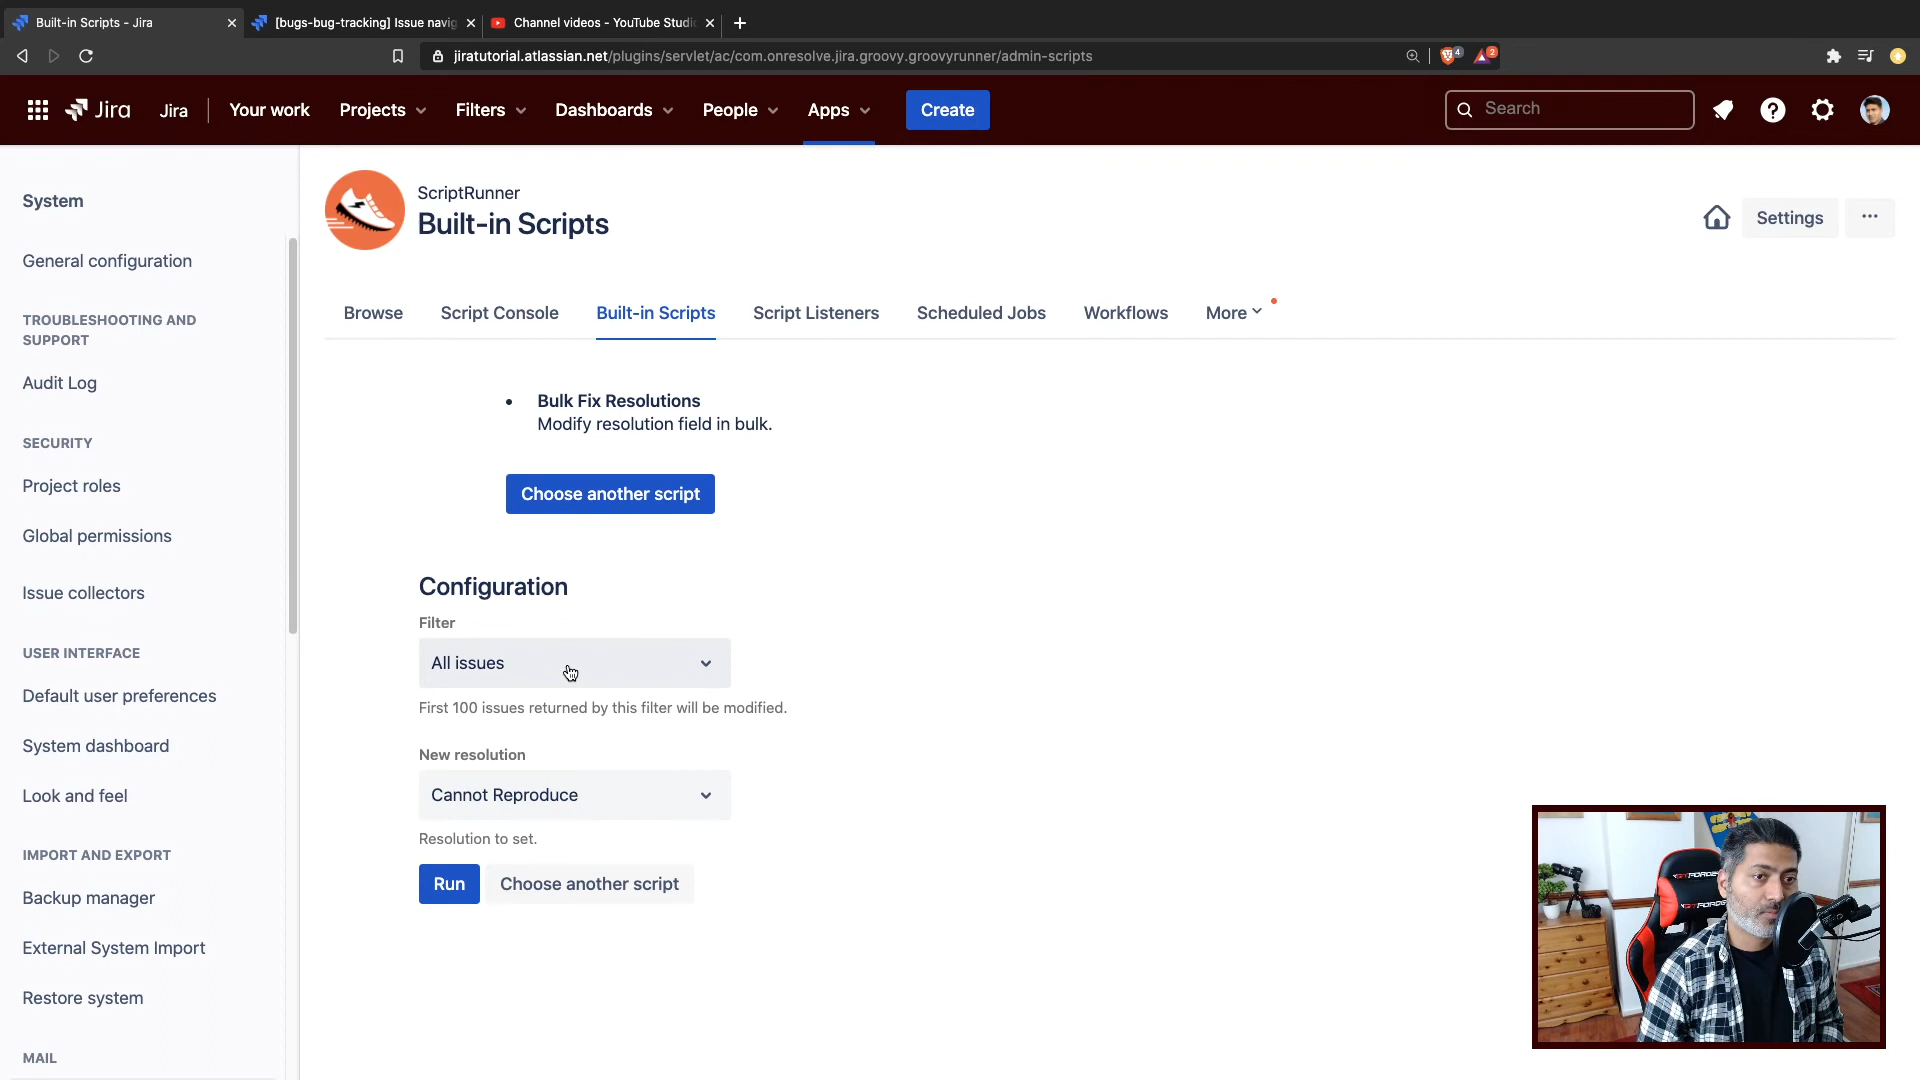 Built-in Scripts - Jira
[bugs-bug-tracking] Issue navig
Channel videos - YouTube Studi
jiratutorial.atlassian.net/plugins/servlet/ac/com.onresolve.jira.groovy.groovyrunner/admin-scripts
4
2
Jira
Jira
Your work
Projects
Filters
Dashboards
People
Apps
Create
Search
System
General configuration
TROUBLESHOOTING AND
SUPPORT
Audit Log
SECURITY
Project roles
Global permissions
Issue collectors
USER INTERFACE
Default user preferences
System dashboard
Look and feel
IMPORT AND EXPORT
Backup manager
External System Import
Restore system
MAIL
ScriptRunner
Built-in Scripts
Settings
Browse
Script Console
Built-in Scripts
Script Listeners
Scheduled Jobs
Workflows
More
Bulk Fix Resolutions
Modify resolution field in bulk.
Choose another script
Configuration
Filter
All issues
First 100 issues returned by this filter will be modified.
New resolution
Cannot Reproduce
Resolution to set.
Run
Choose another script